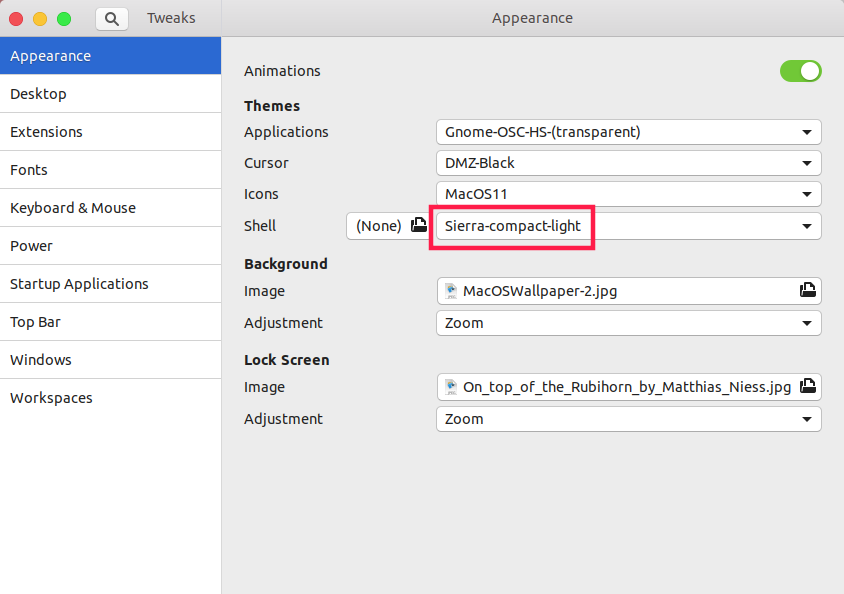 Tweaks
Appearance
Appearance
Desktop
Extensions
Fonts
Keyboard & Mouse
Power
Startup Applications
Top Bar
Windows
Workspaces
Animations
Themes
Applications Gnome-OSC-HS-(transparent)
Cursor DMZ-Black
Icons MacOS11
Shell (None) Sierra-compact-light
Background
Image MacOSWallpaper-2.jpg
Adjustment Zoom
Lock Screen
Image On_top_of_the_Rubihorn_by_Matthias_Niess.jpg
Adjustment Zoom